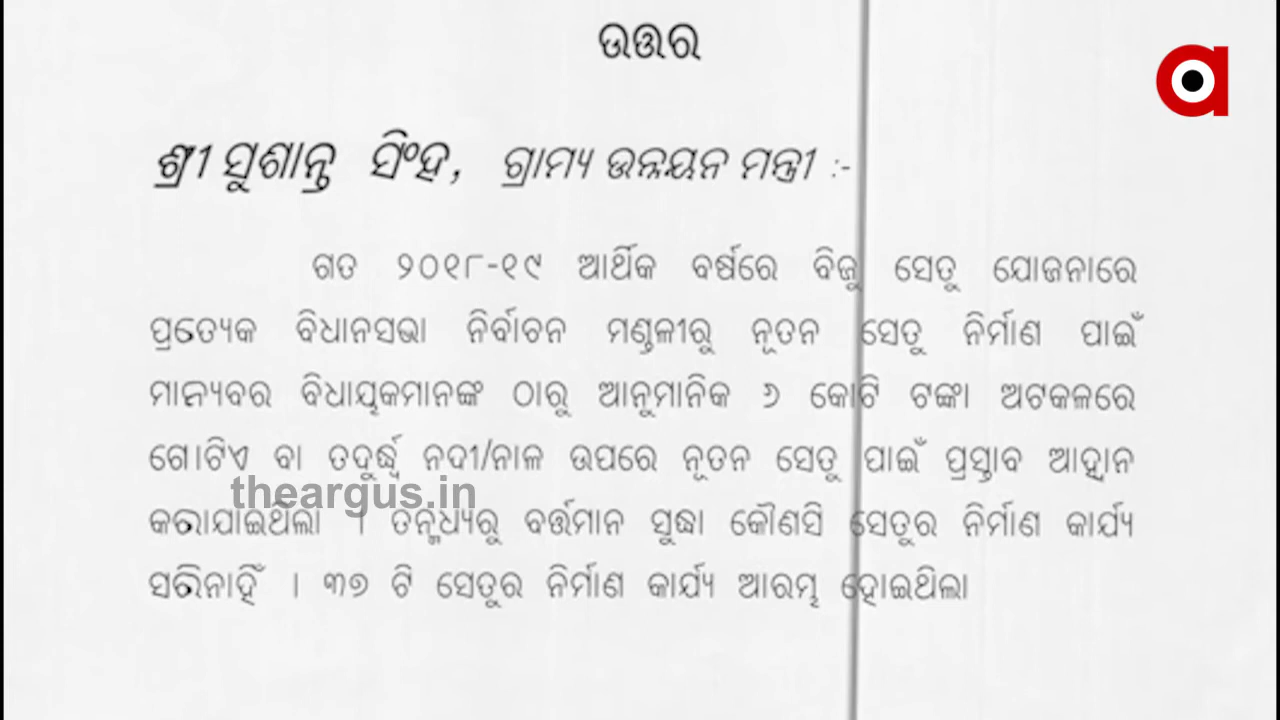 ଉତ୍ତର
ଶ୍ରୀ ସୁଶାନ୍ତ ସିଂହ, ଗ୍ରାମ୍ୟ ଉନ୍ନୟନ ମନ୍ତ୍ରୀ :-
ଗତ ୨୦୧୮-୧୯ ଆର୍ଥିକ ବର୍ଷରେ ବିଜୁ ସେତୁ ଯୋଜନାରେ
ପ୍ରତ୍ୟେକ ବିଧାନସଭା ନିର୍ବାଚନ ମଣ୍ଡଳୀରୁ ନୂତନ ସେତୁ ନିର୍ମାଣ ପାଇଁ
ମାନ୍ୟବର ବିଧାୟକମାନଙ୍କ ଠାରୁ ଆନୁମାନିକ ୬ କୋଟି ଟଙ୍କା ଅଟକଳରେ
ଗୋଟିଏ ବା ତଦୁର୍ଦ୍ଧ୍ୱ ନଦୀ/ନାଳ ଉପରେ ନୂତନ ସେତୁ ପାଇଁ ପ୍ରସ୍ତାବ ଆହ୍ୱାନ
theargus.in
କରାଯାଇଥିଲା । ତନ୍ମଧ୍ୟରୁ ବର୍ତ୍ତମାନ ସୁଦ୍ଧା କୌଣସି ସେତୁର ନିର୍ମାଣ କାର୍ଯ୍ୟ
ସରିନାହିଁ । ୩୭ ଟି ସେତୁର ନିର୍ମାଣ କାର୍ଯ୍ୟ ଆରମ୍ଭ ହୋଇଥିଲା